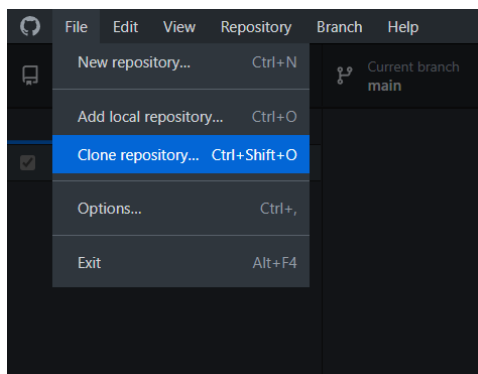 File Edit View Repository Branch Help
New repository... Ctrl+N
Current branch
main
Add local repository... Ctrl+O
Clone repository... Ctrl+Shift+O
Options... Ctrl+,
Exit Alt+F4